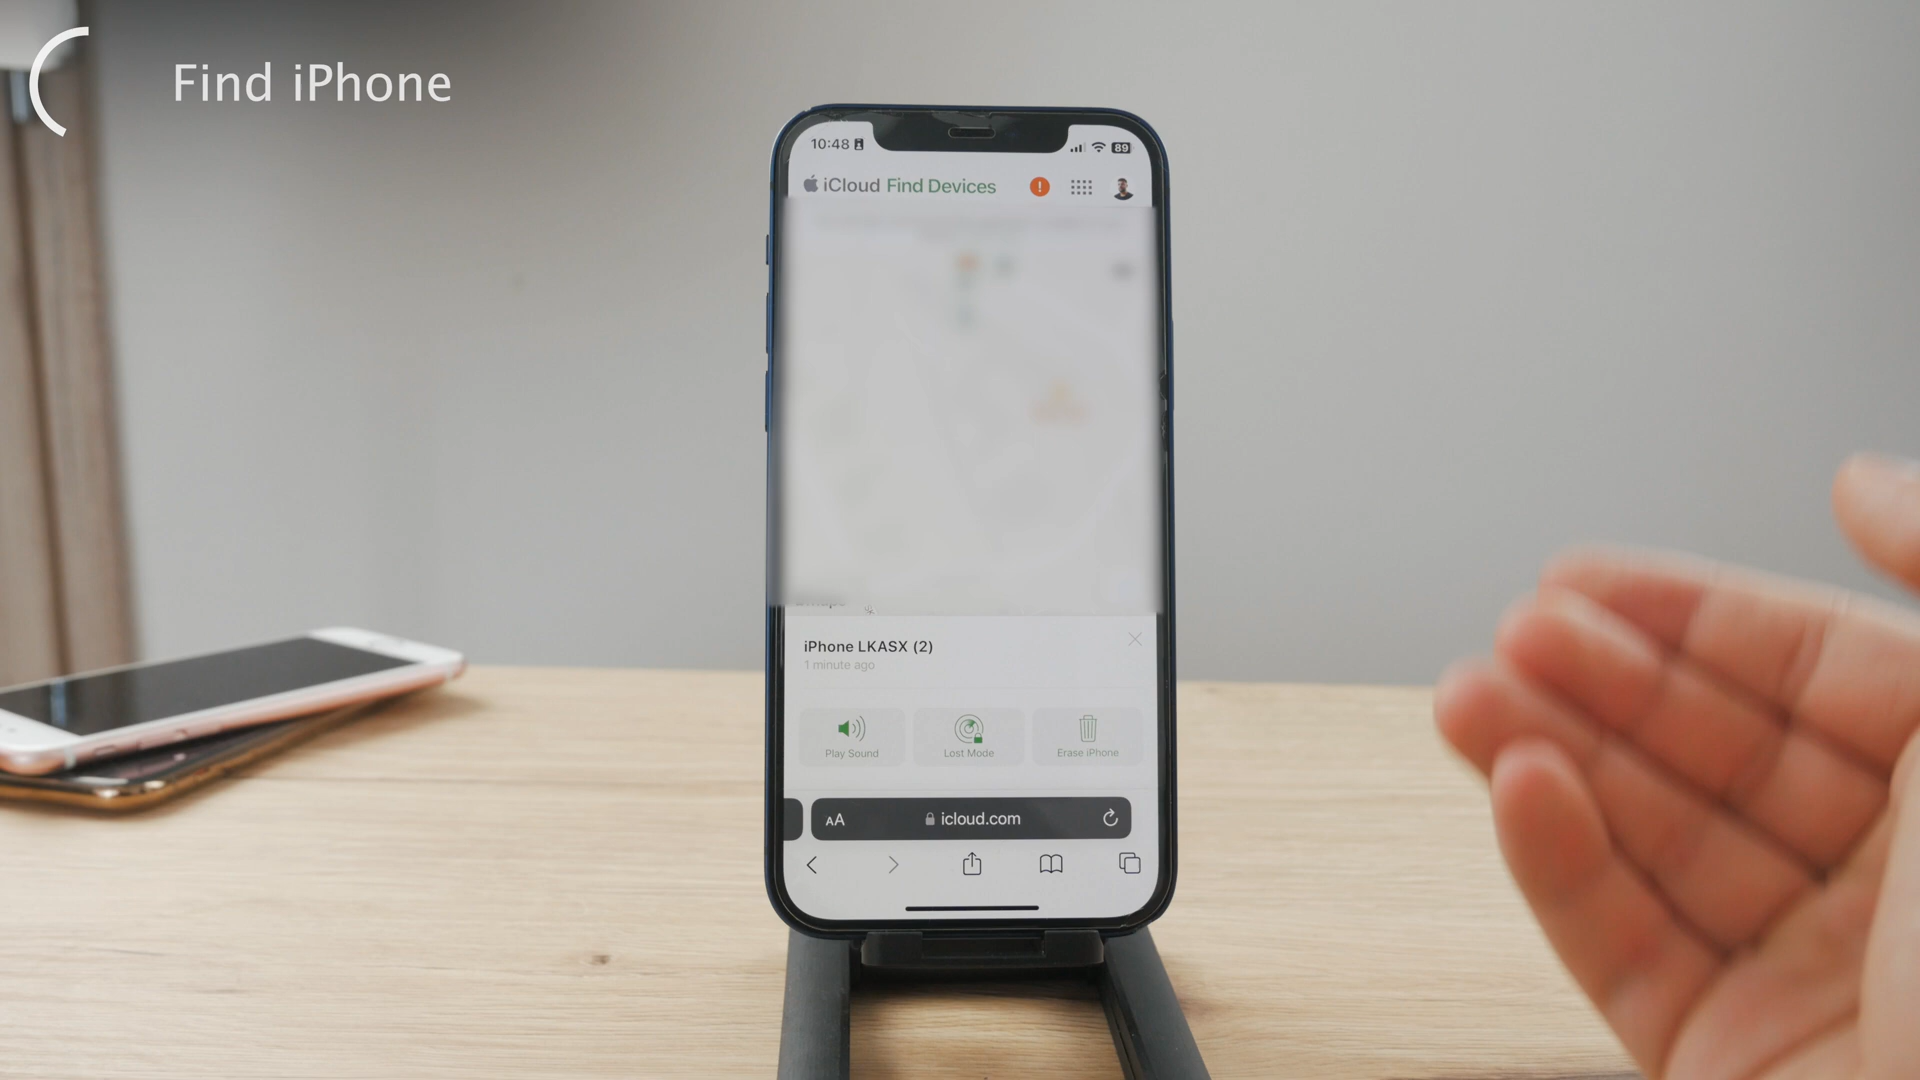 Find iPhone
10:48
89
iCloud Find Devices
iPhone LKASX (2)
1 minute ago
Play Sound
Lost Mode
Erase iPhone
AA
icloud.com